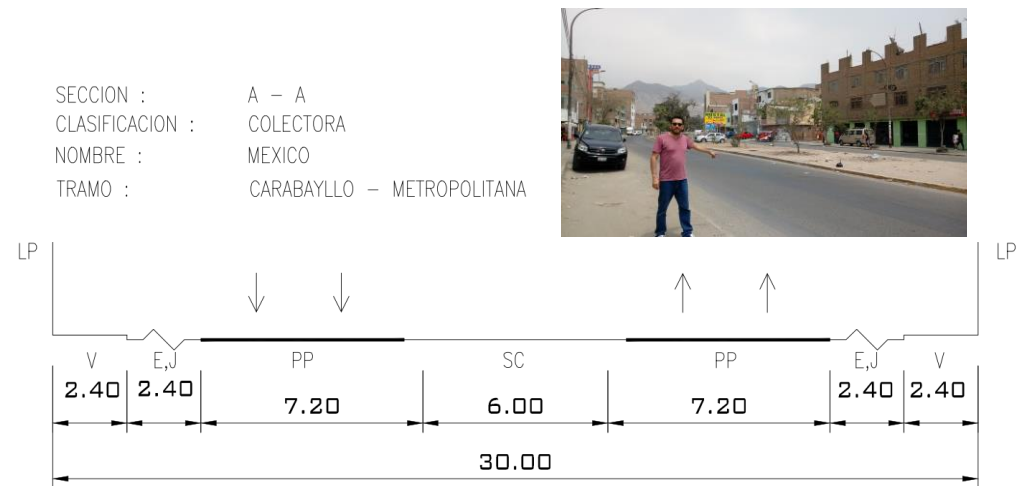 SECCION : A - A
CLASIFICACION : COLECTORA
NOMBRE : MEXICO
TRAMO : CARABAYLLO - METROPOLITANA
LP LP
V E,J PP SC PP E,J V
2.40 2.40 7.20 6.00 7.20 2.40 2.40
30.00